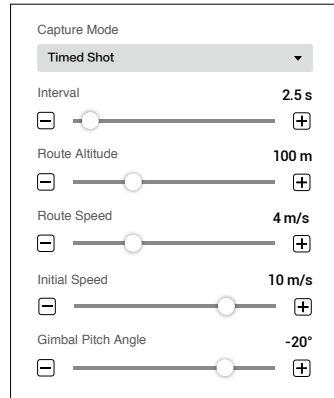 Capture Mode
Timed Shot
Interval 2.5 s
Route Altitude 100 m
Route Speed 4 m/s
Initial Speed 10 m/s
Gimbal Pitch Angle -20°